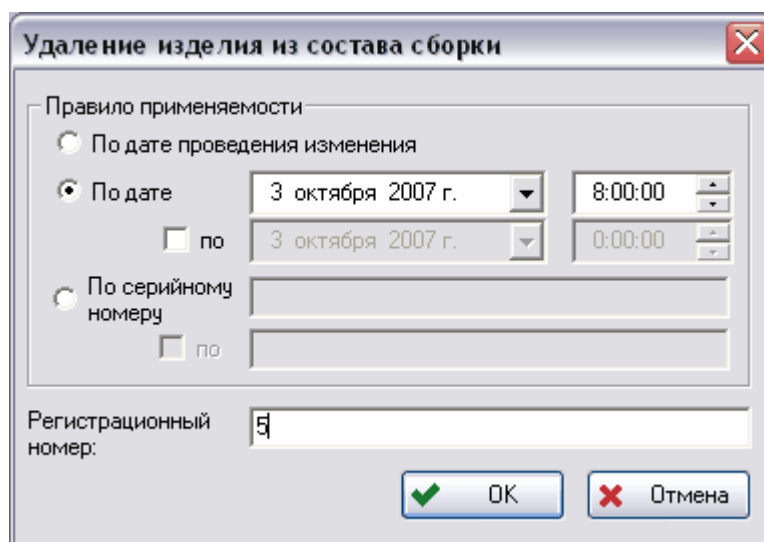 Удаление изделия из состава сборки
Правило применяемости
По дате проведения изменения
По дате 3 октября 2007 г. 8:00:00
по 3 октября 2007 г. 0:00:00
По серийному
номеру
по
Регистрационный
номер:
5
OK Отмена